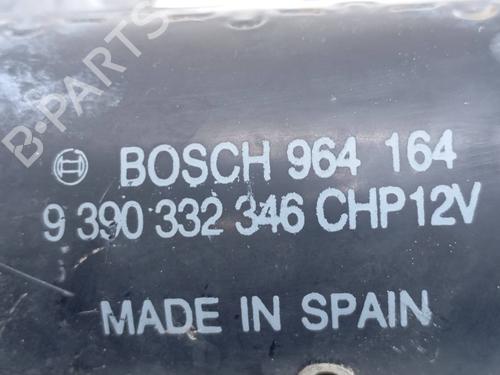 BOSCH 964 164
9 390 332 346 CHP12V
MADE IN SPAIN
B-PARTS